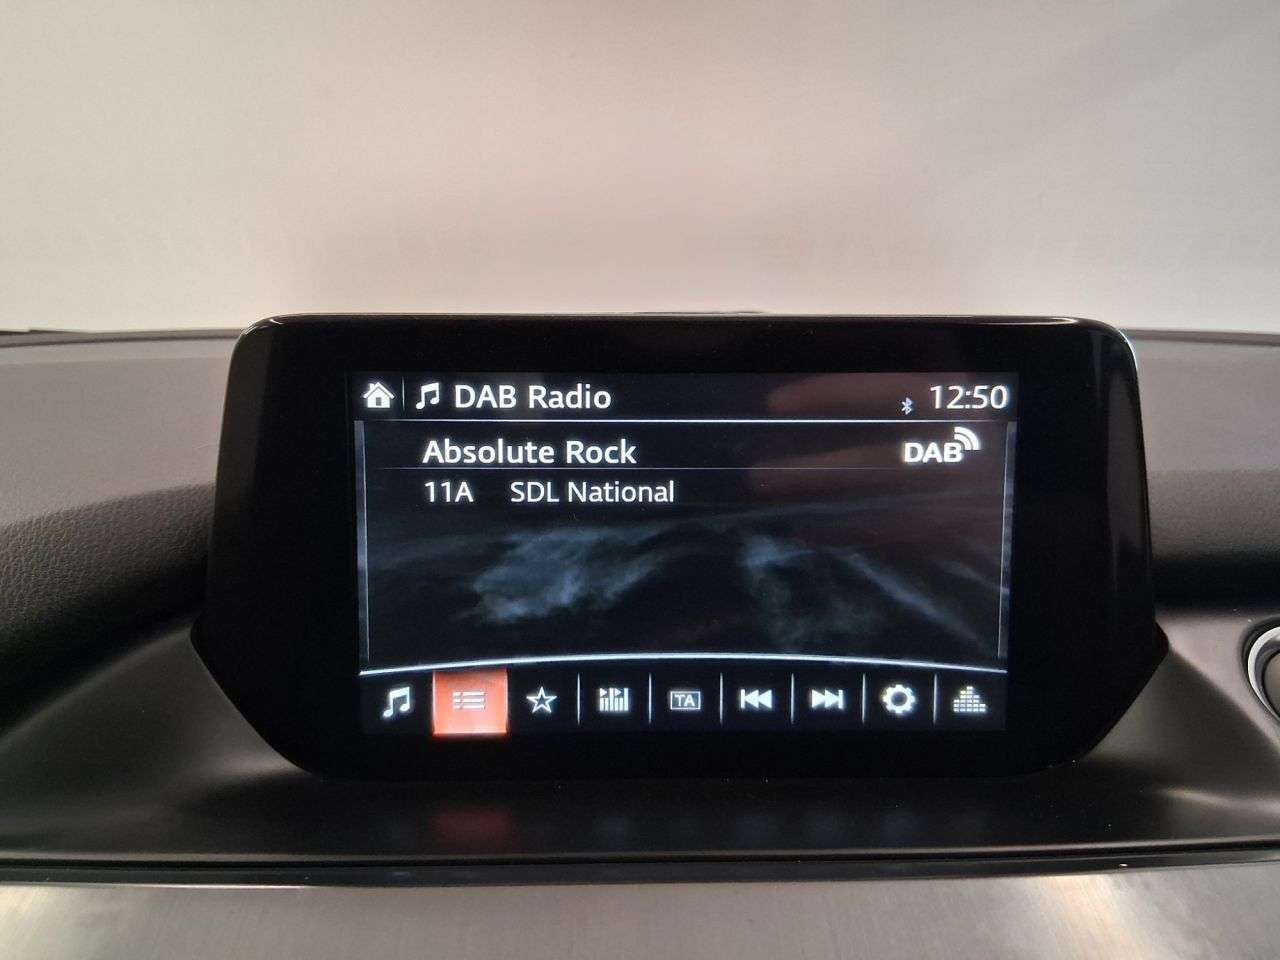 DAB Radio 12:50
Absolute Rock DAB
11A SDL National
TA